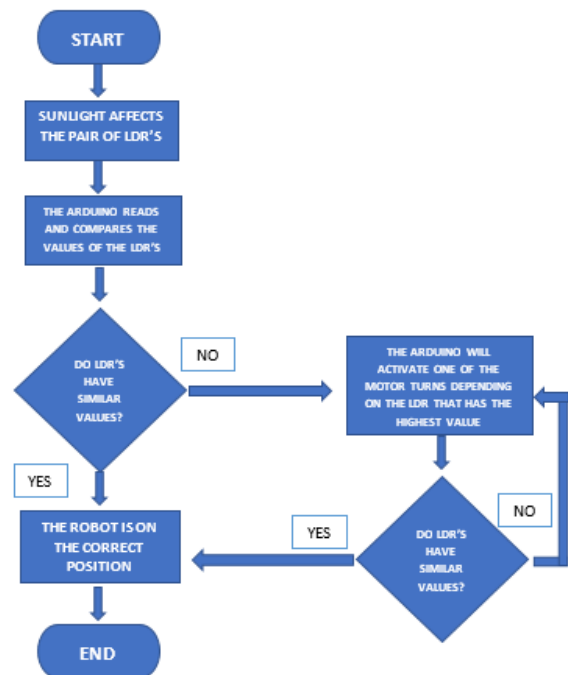 START
SUNLIGHT AFFECTS
THE PAIR OF LDR'S
THE ARDUINO READS
AND COMPARES THE
VALUES OF THE LDR'S
DO LDR'S
HAVE
SIMILAR
VALUES?
NO
THE ARDUINO WILL
ACTIVATE ONE OF THE
MOTOR TURNS DEPENDING
ON THE LDR THAT HAS THE
HIGHEST VALUE
YES
THE ROBOT IS ON
THE CORRECT
POSITION
YES
DO LDR'S
HAVE
SIMILAR
VALUES?
NO
END